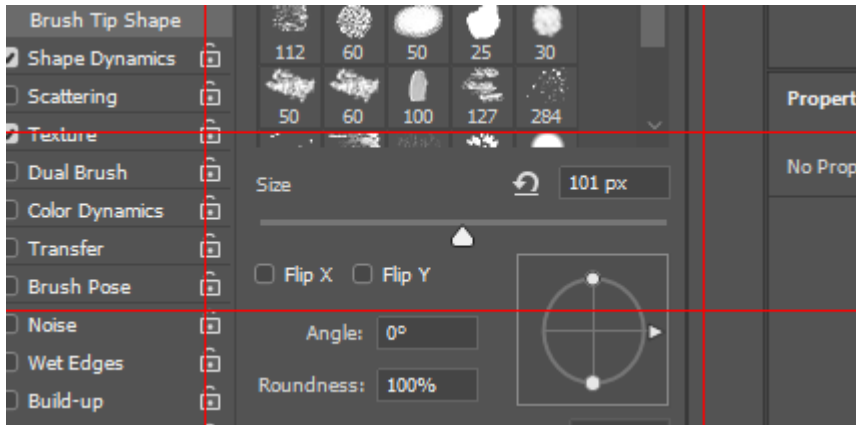 Brush Tip Shape
Shape Dynamics
Scattering
Texture
Dual Brush
Color Dynamics
Transfer
Brush Pose
Noise
Wet Edges
Build-up
112 60 50 25 30
50 60 100 127 284
Size 101 px
Flip X Flip Y
Angle: 0°
Roundness: 100%
Propert
No Prop